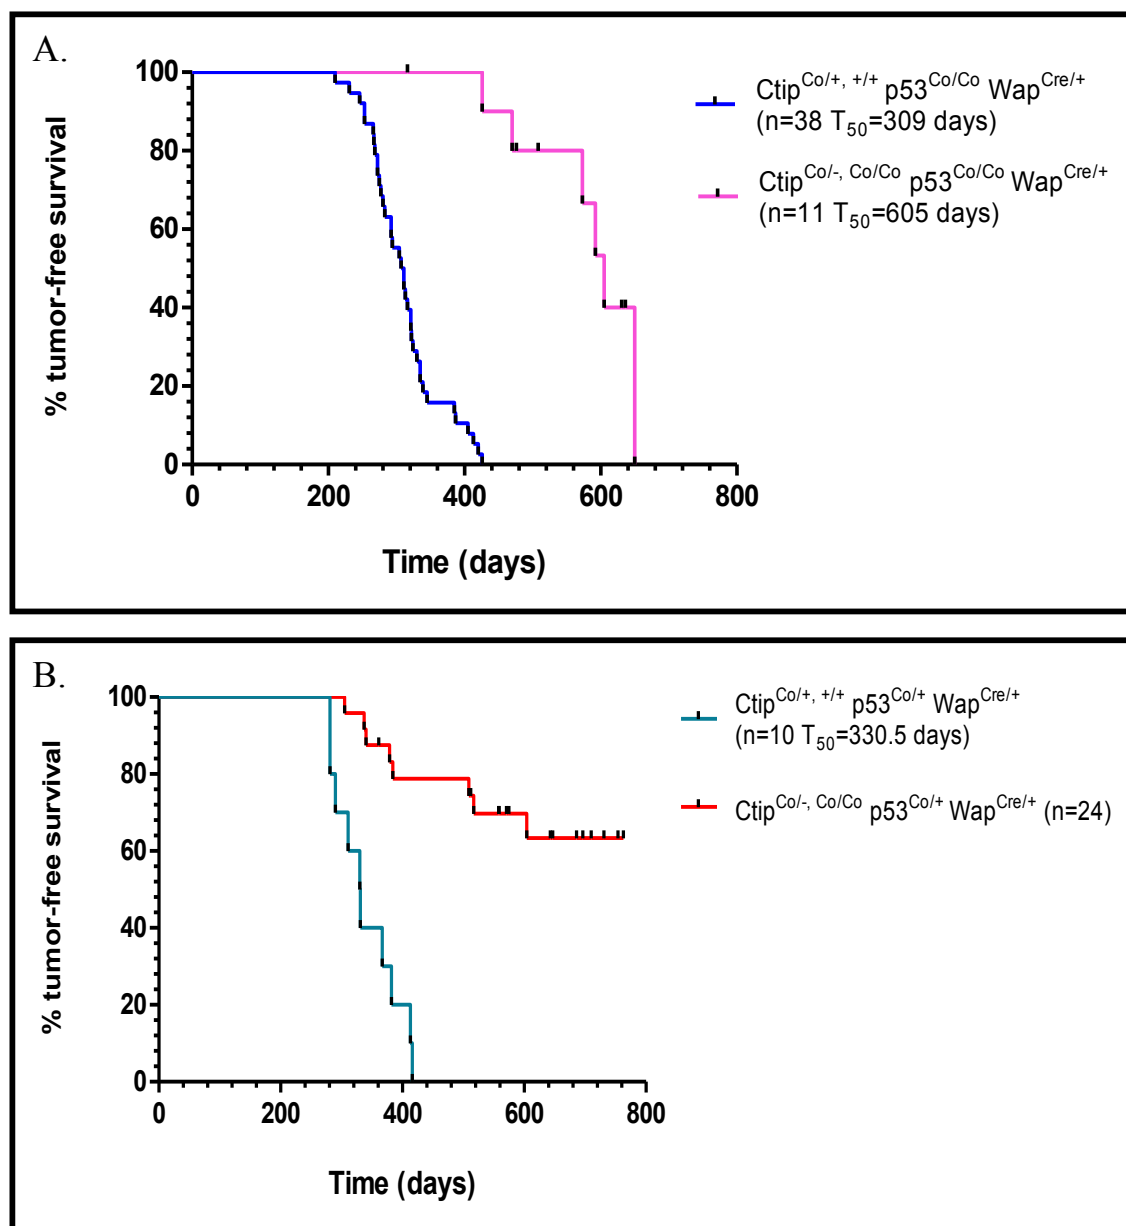 A.
100
80
60
40
20
0
0 200 400 600 800
% tumor-free survival
Time (days)
Ctip^Co/+, +/+ p53^Co/Co Wap^Cre/+
(n=38 T₅₀=309 days)
Ctip^Co/-, Co/Co p53^Co/Co Wap^Cre/+
(n=11 T₅₀=605 days)
B.
100
80
60
40
20
0
0 200 400 600 800
% tumor-free survival
Time (days)
Ctip^Co/+, +/+ p53^Co/+ Wap^Cre/+
(n=10 T₅₀=330.5 days)
Ctip^Co/-, Co/Co p53^Co/+ Wap^Cre/+ (n=24)